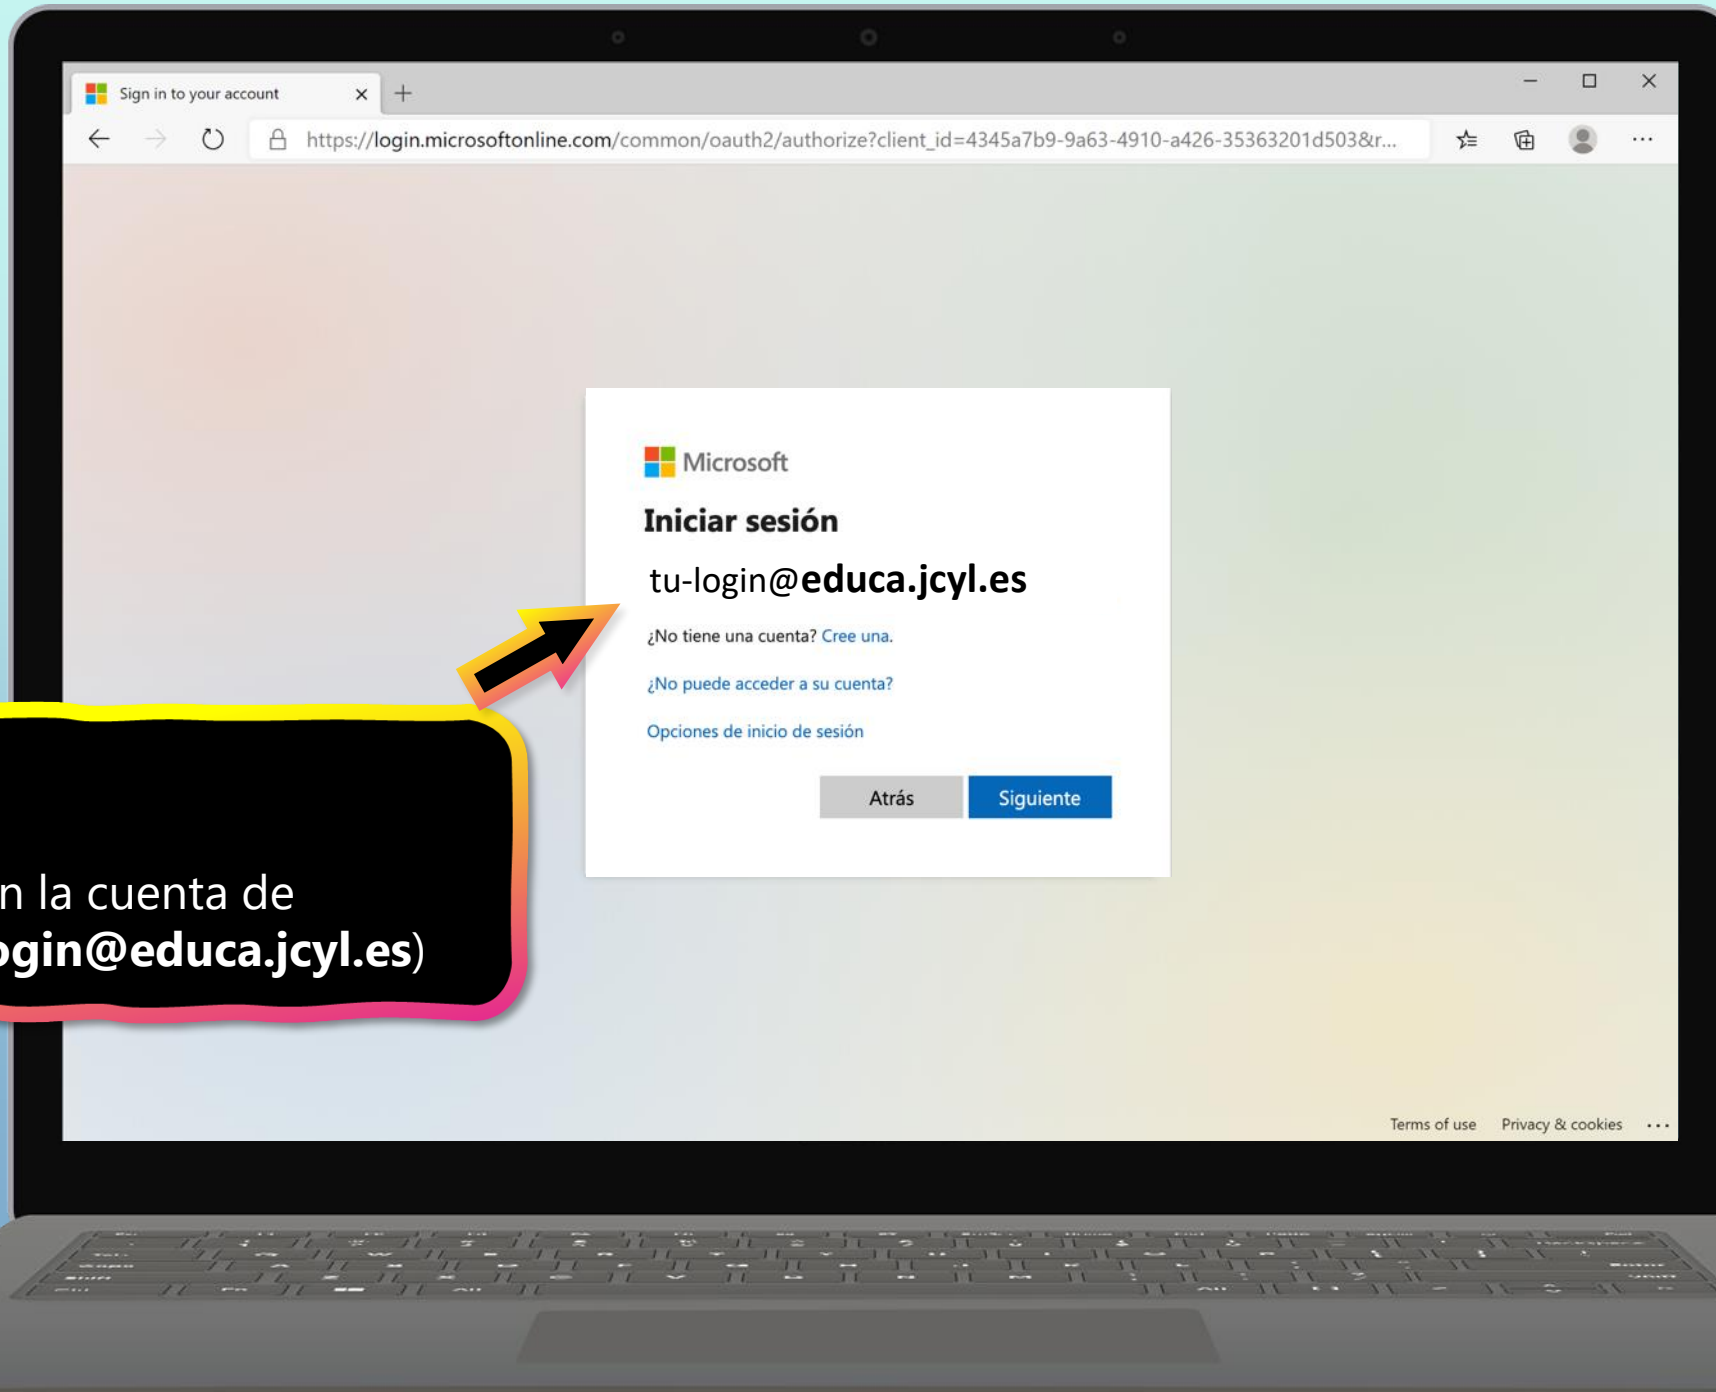 Sign in to your account
https://login.microsoftonline.com/common/oauth2/authorize?client_id=4345a7b9-9a63-4910-a426-35363201d503&r...
Microsoft
Iniciar sesión
tu-login@educa.jcyl.es
¿No tiene una cuenta? Cree una.
¿No puede acceder a su cuenta?
Opciones de inicio de sesión
Atrás Siguiente
n la cuenta de
ogin@educa.jcyl.es)
Terms of use Privacy & cookies ...